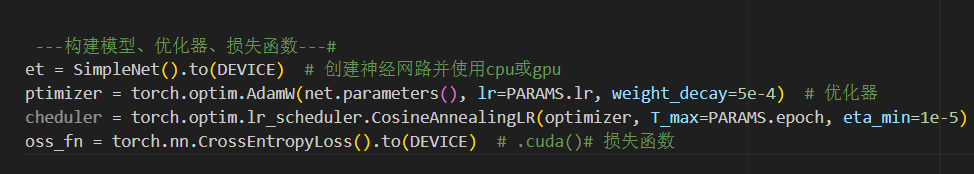 ---构建模型、优化器、损失函数---#
et = SimpleNet().to(DEVICE)  # 创建神经网路并使用cpu或gpu
ptimizer = torch.optim.AdamW(net.parameters(), lr=PARAMS.lr, weight_decay=5e-4)  # 优化器
cheduler = torch.optim.lr_scheduler.CosineAnnealingLR(optimizer, T_max=PARAMS.epoch, eta_min=1e-5)
oss_fn = torch.nn.CrossEntropyLoss().to(DEVICE)  # .cuda()# 损失函数